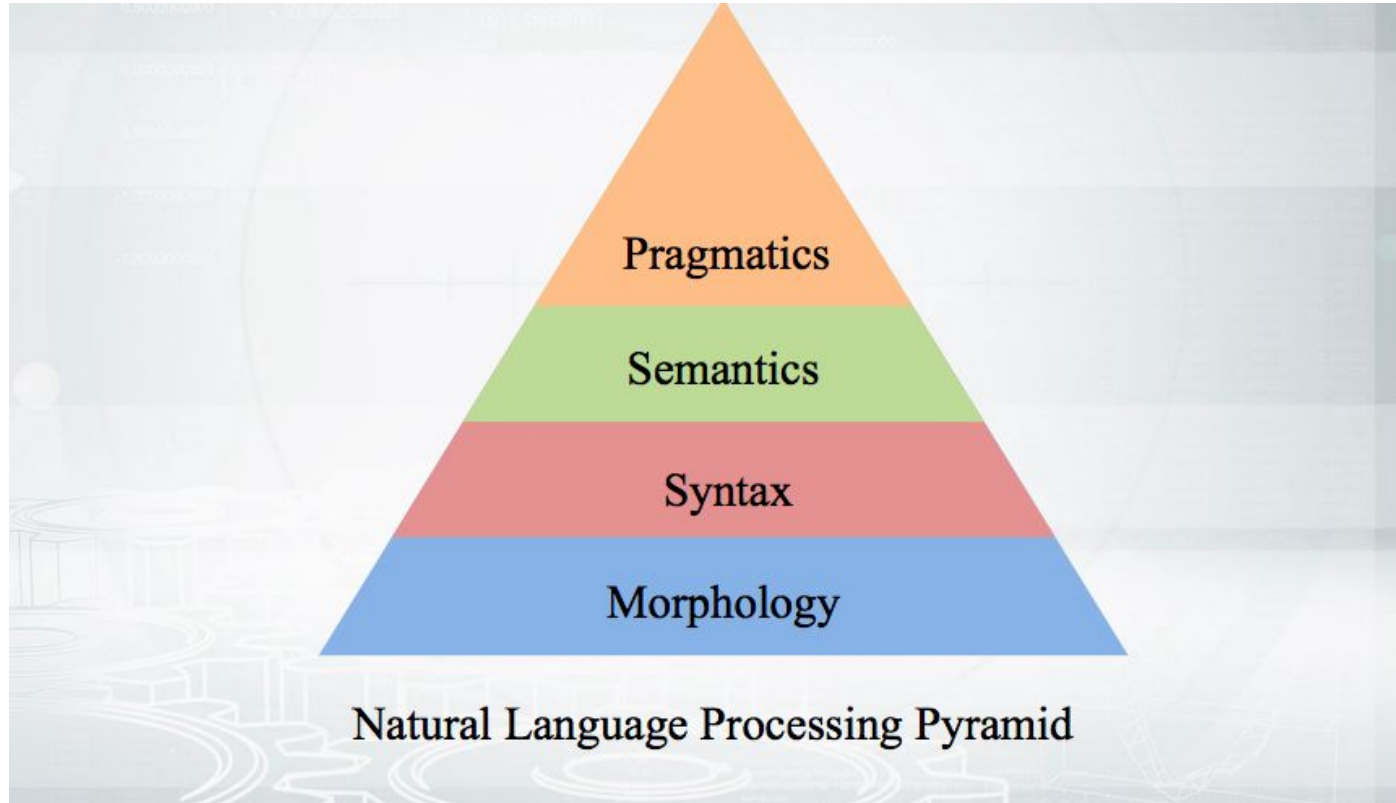 Pragmatics
Semantics
Syntax
Morphology
Natural Language Processing Pyramid